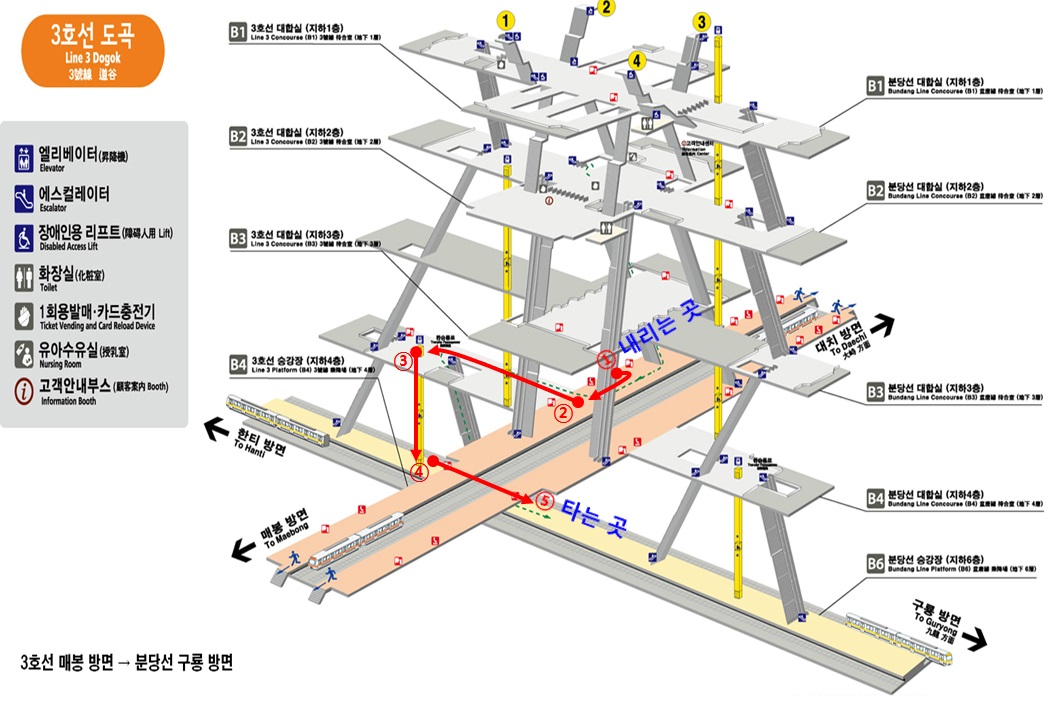 3호선 도곡
Line 3 Dogok
3號線 道谷
엘리베이터(昇降機)
Elevator
에스컬레이터
Escalator
장애인용 리프트(障碍人用 Lift)
Disabled Access Lift
화장실(化粧室)
Toilet
1회용발매·카드충전기
Ticket Vending and Card Reload Device
유아수유실(授乳室)
Nursing Room
고객안내부스(顧客案內 Booth)
Information Booth
B1 3호선 대합실 (지하1층)
Line 3 Concourse (B1) 3號線 待合室 (地下 1層)
B2 3호선 대합실 (지하2층)
Line 3 Concourse (B2) 3號線 待合室 (地下 2層)
B3 3호선 대합실 (지하3층)
Line 3 Concourse (B3) 3號線 待合室 (地下 3層)
B4 3호선 승강장 (지하4층)
Line 3 Platform (B4) 3號線 乘降場 (地下 4層)
1
2
3
4
B1 분당선 대합실 (지하1층)
Bundang Line Concourse (B1) 盆唐線 待合室 (地下 1層)
B2 분당선 대합실 (지하2층)
Bundang Line Concourse (B2) 盆唐線 待合室 (地下 2層)
B3 분당선 대합실 (지하3층)
Bundang Line Concourse (B3) 盆唐線 待合室 (地下 3層)
B4 분당선 대합실 (지하4층)
Bundang Line Concourse (B4) 盆唐線 待合室 (地下 4層)
B6 분당선 승강장 (지하6층)
Bundang Line Platform (B6) 盆唐線 乘降場 (地下 6層)
고객안내센터
Information
Center
대치 방면
To Daechi
大峙 方面
① 내리는 곳
②
③
④
⑤ 타는 곳
한티 방면
To Hanti
매봉 방면
To Maebong
구룡 방면
To Guryong
九龍 方面
3호선 매봉 방면 → 분당선 구룡 방면